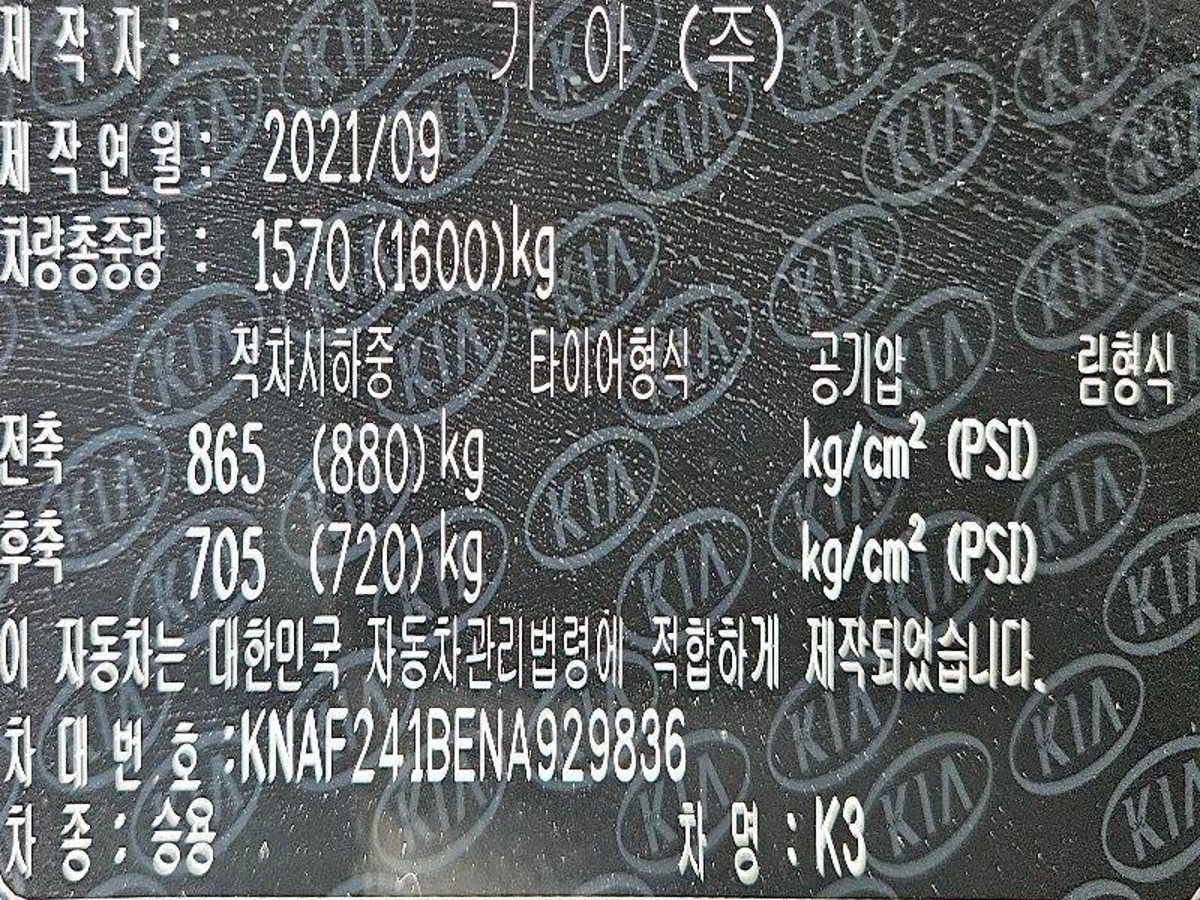 제 작 자 : 기 아 (주)
제 작 연 월 : 2021/09
차량총중량 : 1570 (1600)kg
적차시하중 타이어형식 공기압 림형식
전축 865 (880)kg kg/cm² (PSI)
후축 705 (720)kg kg/cm² (PSI)
이 자동차는 대한민국 자동차관리법령에 적합하게 제작되었습니다.
차 대 번 호 :KNAF241BENA929836
차 종 : 승용 차 명 : K3